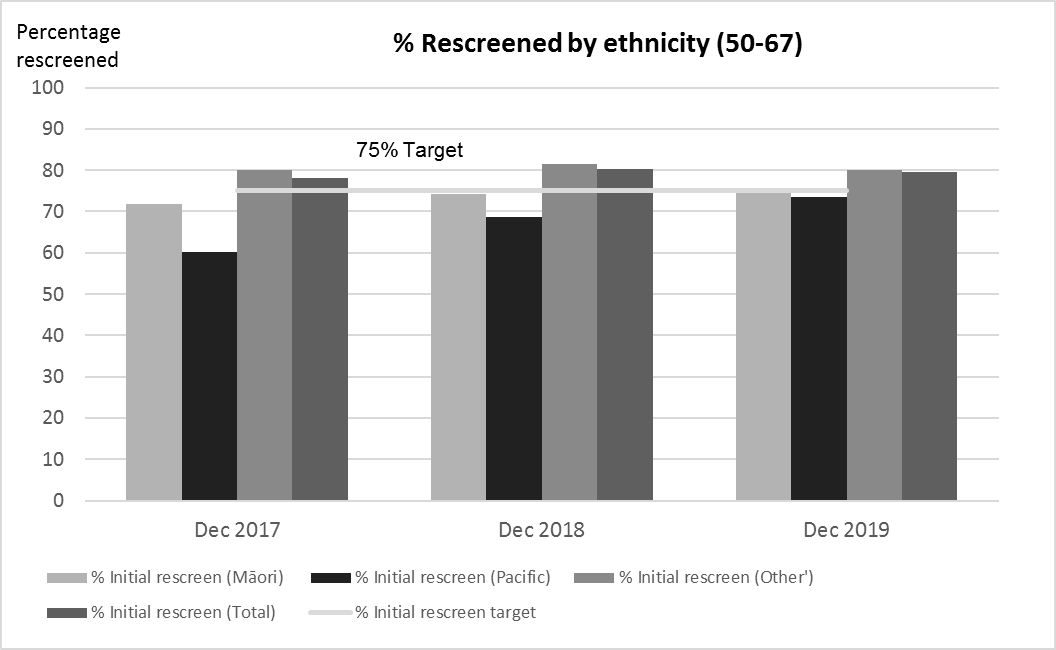 Percentage
rescreened
% Rescreened by ethnicity (50-67)
100
90
75% Target
80
70
60
50
40
30
20
10
0
Dec 2017
Dec 2018
Dec 2019
% Initial rescreen (Māori)
% Initial rescreen (Pacific)
% Initial rescreen (Other')
% Initial rescreen (Total)
% Initial rescreen target